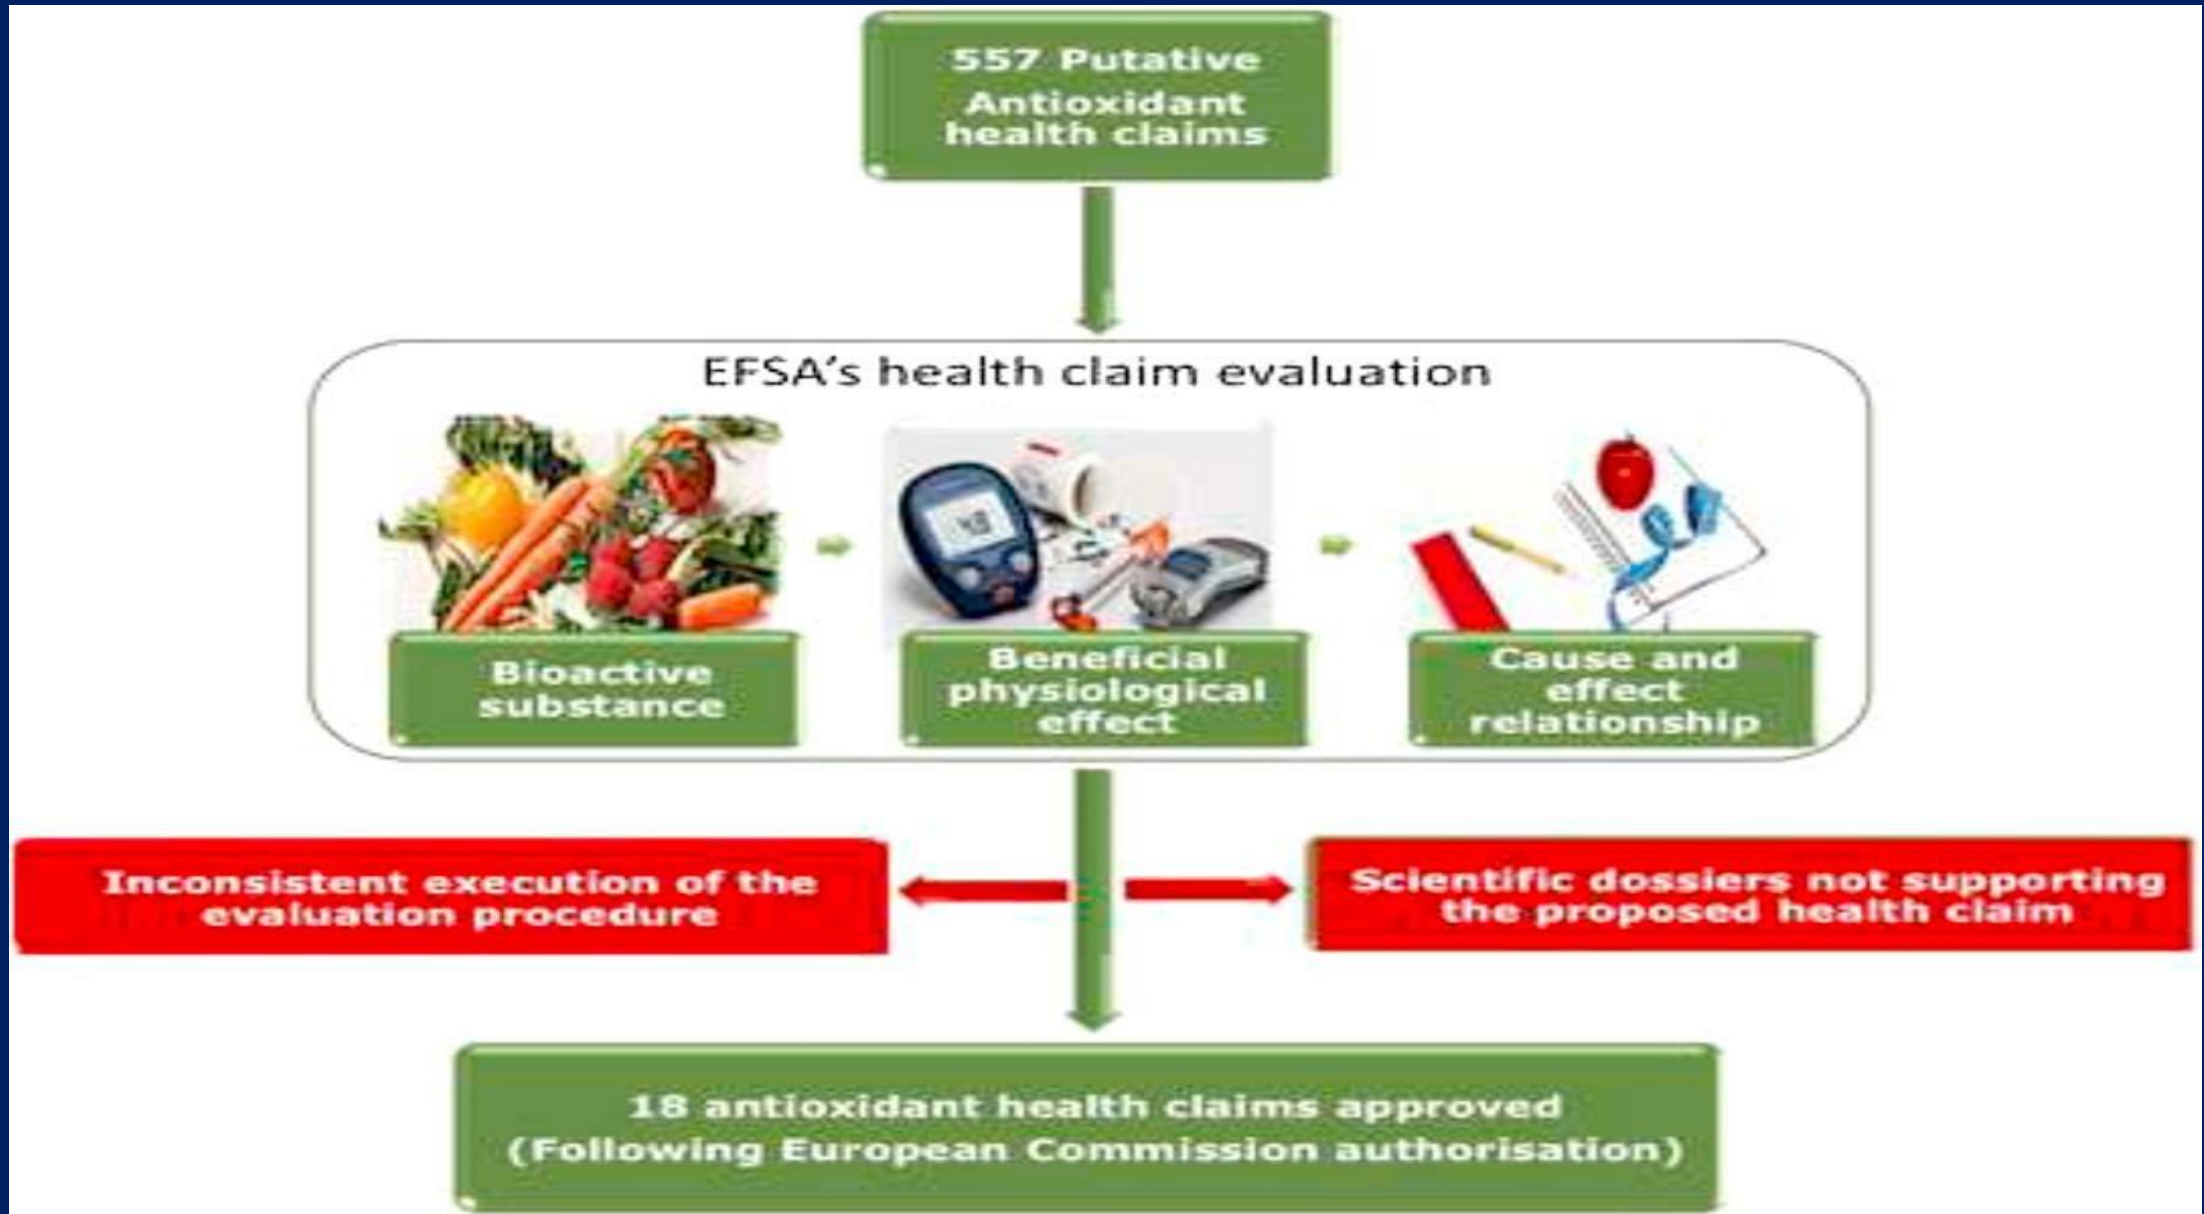 557 Putative
Antioxidant
health claims
EFSA's health claim evaluation
Bioactive
substance
Beneficial
physiological
effect
Cause and
effect
relationship
Inconsistent execution of the
evaluation procedure
Scientific dossiers not supporting
the proposed health claim
18 antioxidant health claims approved
(Following European Commission authorisation)